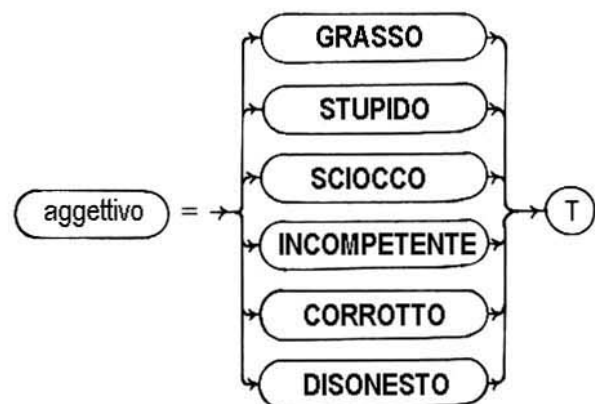 GRASSO
STUPIDO
SCIOCCO
aggettivo =
INCOMPETENTE
T
CORROTTO
DISONESTO